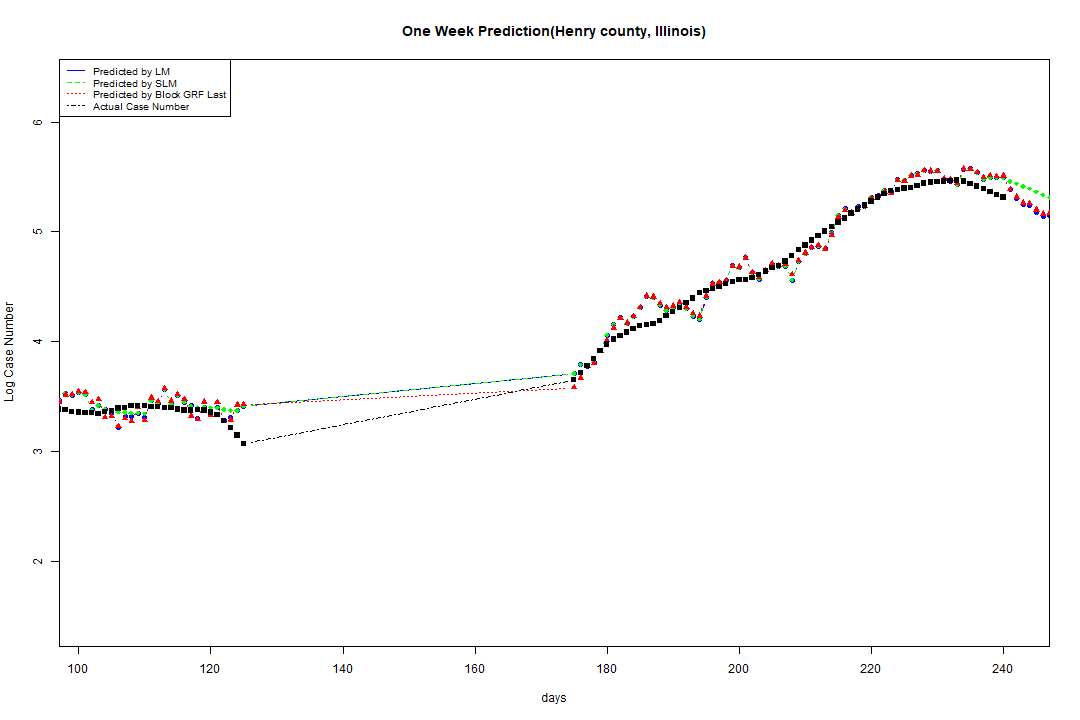 One Week Prediction(Henry county, Illinois)
Predicted by LM
Predicted by SLM
Predicted by Block GRF Last
Actual Case Number
6
5
4
3
2
Log Case Number
100 120 140 160 180 200 220 240
days